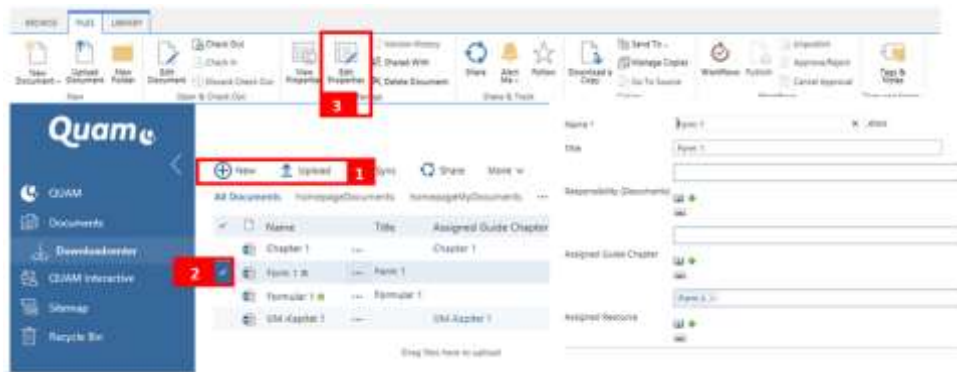 BROWSE FILES LIBRARY
New Document
Upload Document
New Folder
Edit Document
Check Out
Check In
Discard Check Out
View Properties
Edit Properties
Version History
Shared With
Delete Document
Share
Alert Me
Follow
Download a Copy
Send To
Manage Copies
Go To Source
Workflows
Publish
Unpublish
Approve/Reject
Cancel Approval
Tags & Notes
New
Open & Check Out
Share & Track
3
Quam
New
Upload
1
Sync
Share
More
All Documents homepageDocuments homepageMyDocuments ...
Name Title Assigned Guide Chapter
Chapter 1 ... Chapter 1
2
Form 1 ... Form 1
Formular 1 ... Formular 1
GM-Kapitel 1 ... GM-Kapitel 1
Drag files here to upload
QUAM
Documents
Downloadcenter
QUAM Interactive
Sitemap
Recycle Bin
Name *
Form 1
Title
Form 1
Responsibility (Documents)
Assigned Guide Chapter
Form 1
Assigned Resource